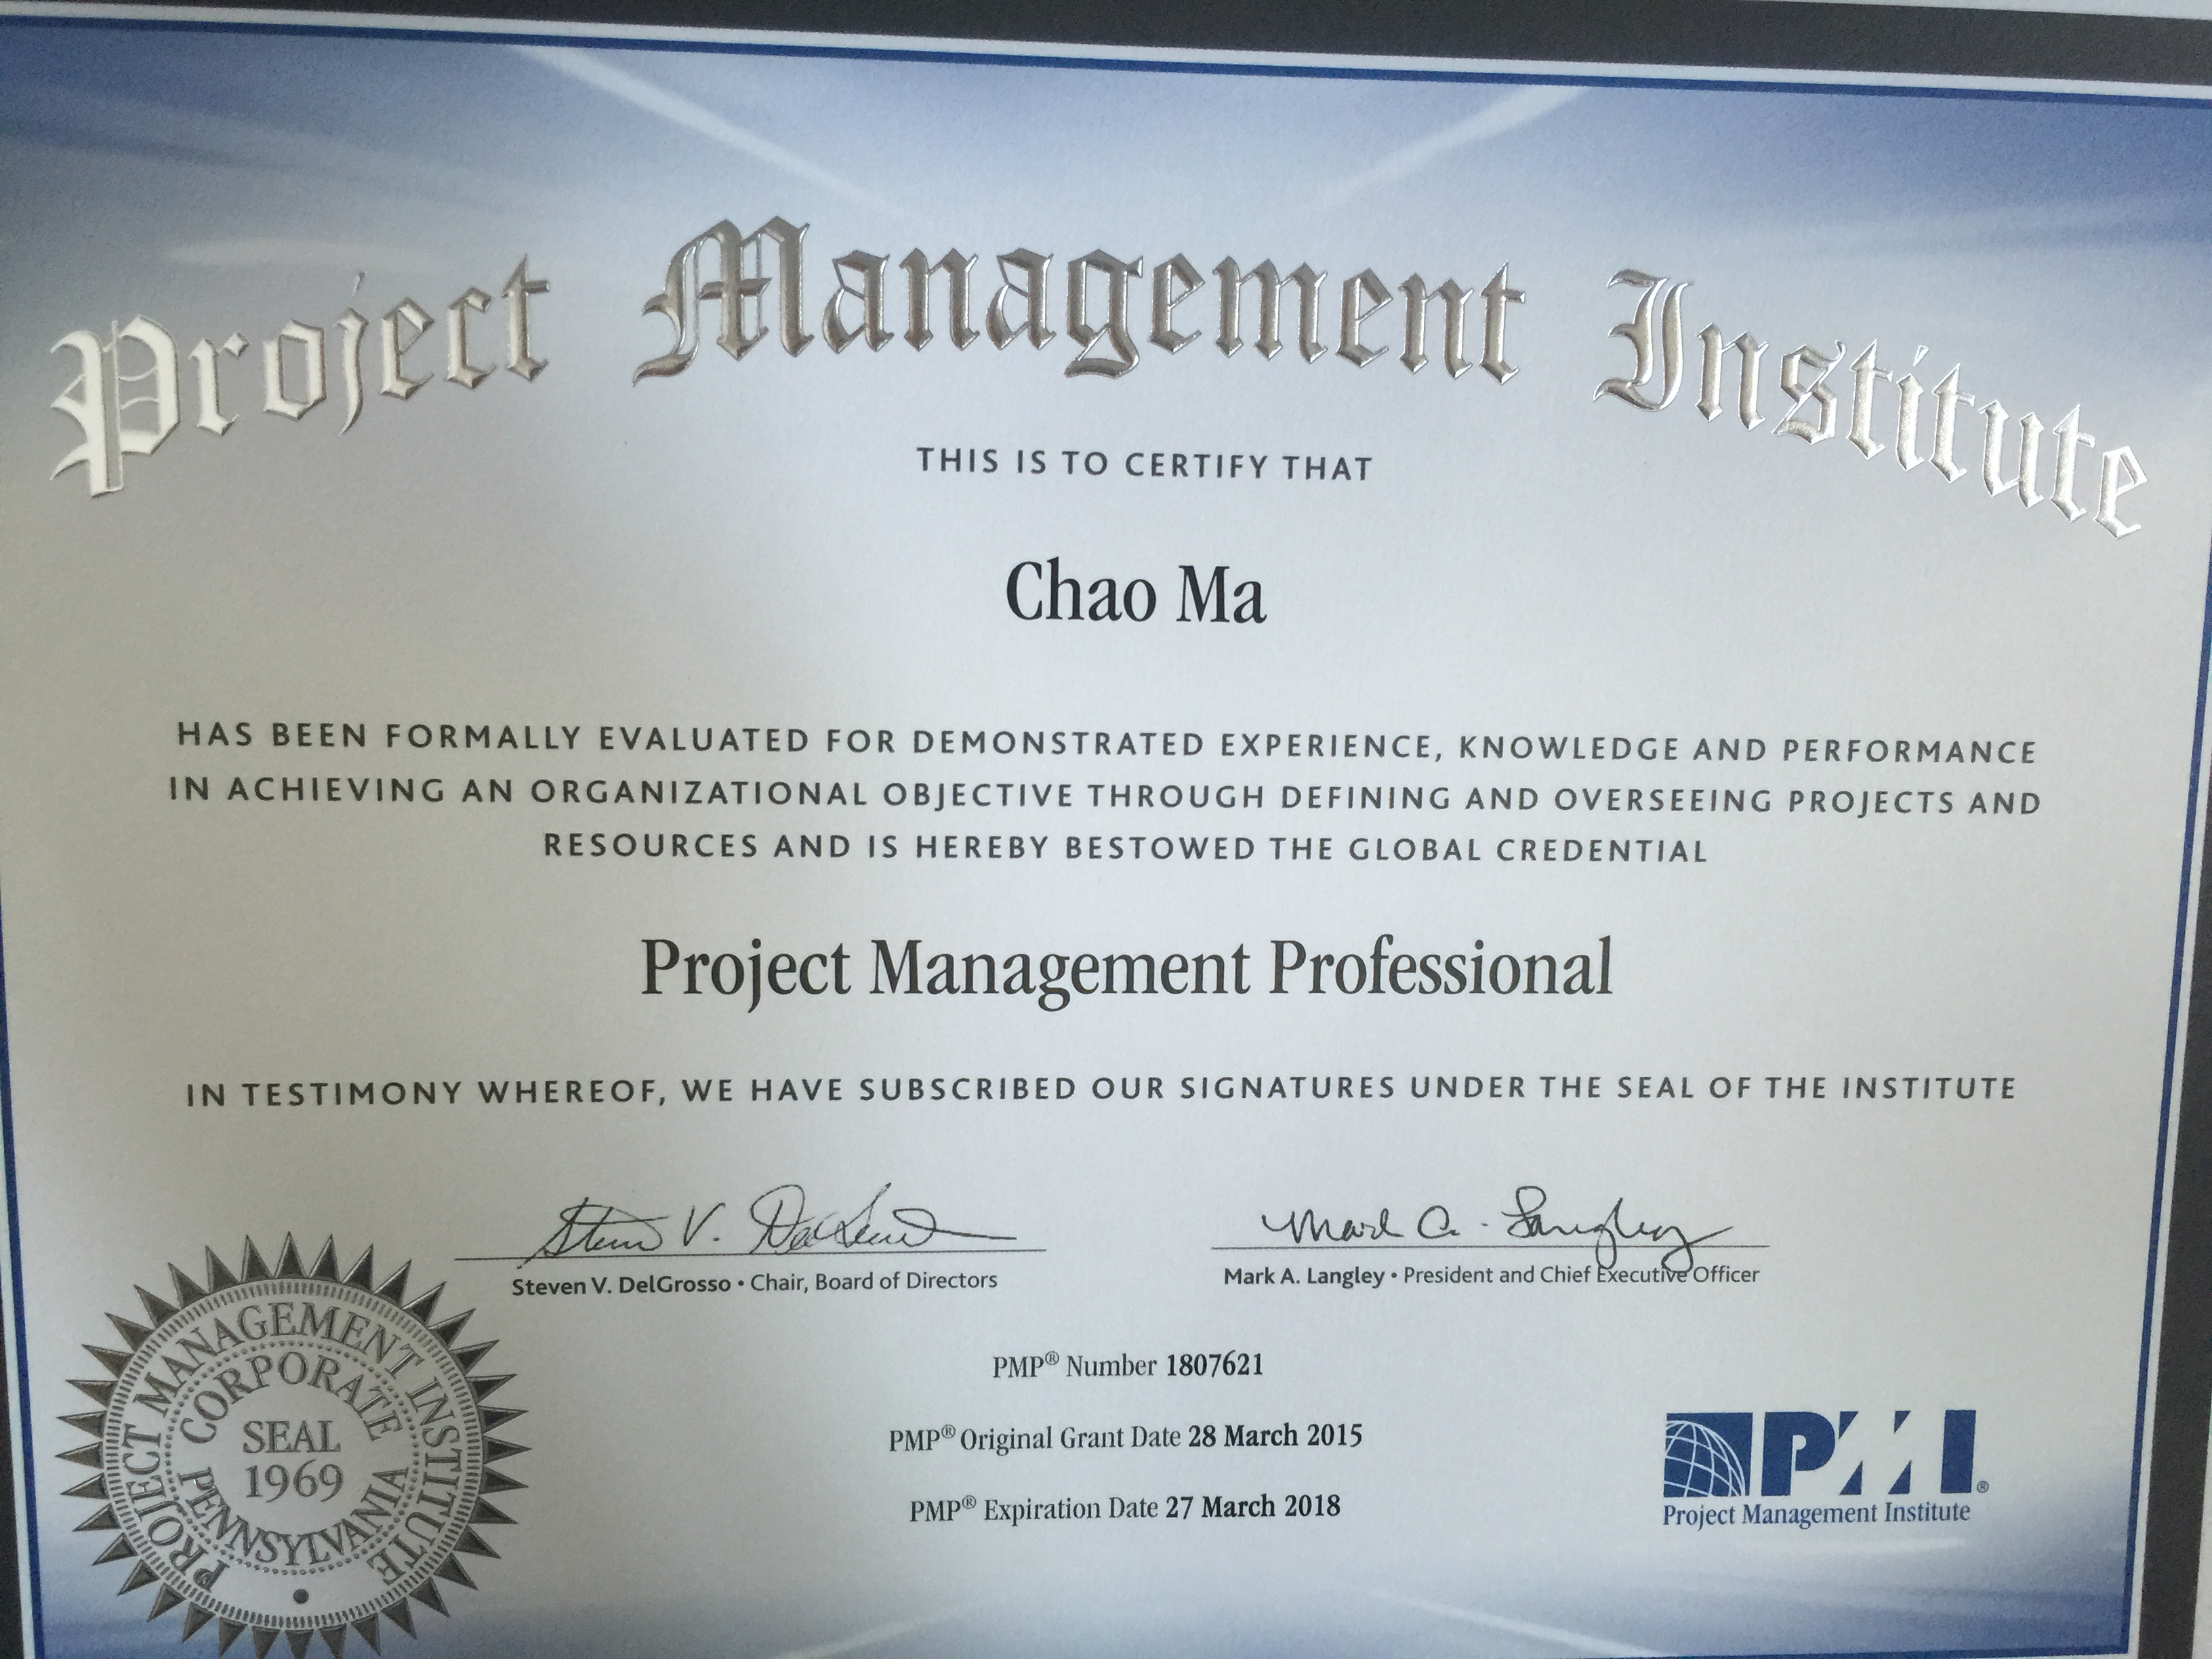 Project Management Institute
THIS IS TO CERTIFY THAT
Chao Ma
HAS BEEN FORMALLY EVALUATED FOR DEMONSTRATED EXPERIENCE, KNOWLEDGE AND PERFORMANCE
IN ACHIEVING AN ORGANIZATIONAL OBJECTIVE THROUGH DEFINING AND OVERSEEING PROJECTS AND
RESOURCES AND IS HEREBY BESTOWED THE GLOBAL CREDENTIAL
Project Management Professional
IN TESTIMONY WHEREOF, WE HAVE SUBSCRIBED OUR SIGNATURES UNDER THE SEAL OF THE INSTITUTE
Steven V. DelGrosso
Mark A. Langley
Steven V. DelGrosso • Chair, Board of Directors
Mark A. Langley • President and Chief Executive Officer
PMP® Number 1807621
PMP® Original Grant Date 28 March 2015
PMP® Expiration Date 27 March 2018
PROJECT MANAGEMENT INSTITUTE
CORPORATE
SEAL
1969
PENNSYLVANIA
PMI®
Project Management Institute